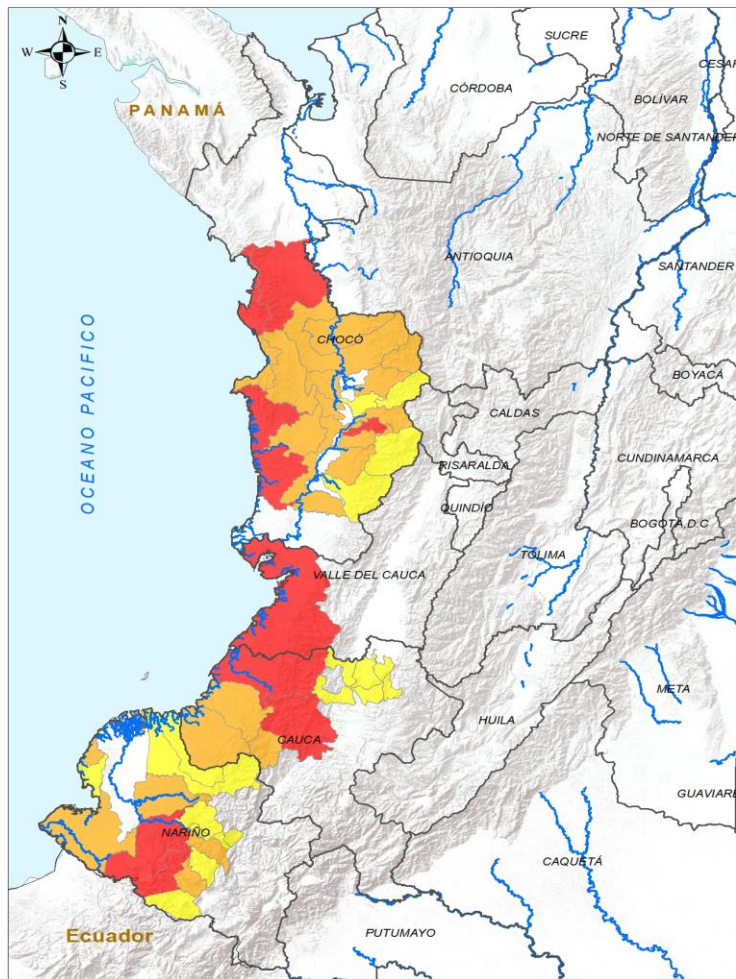 N
W E
S
SUCRE
CESAR
CÓRDOBA
BOLÍVAR
PANAMÁ
NORTE DE SANTANDER
ANTIOQUIA
SANTANDER
OCEANO PACIFICO
CHOCÓ
BOYACÁ
CALDAS
CUNDINAMARCA
RISARALDA
QUINDÍO
BOGOTÁ, D.C
TOLIMA
VALLE DEL CAUCA
META
HUILA
CAUCA
GUAVIARE
NARIÑO
CAQUETÁ
Ecuador
PUTUMAYO